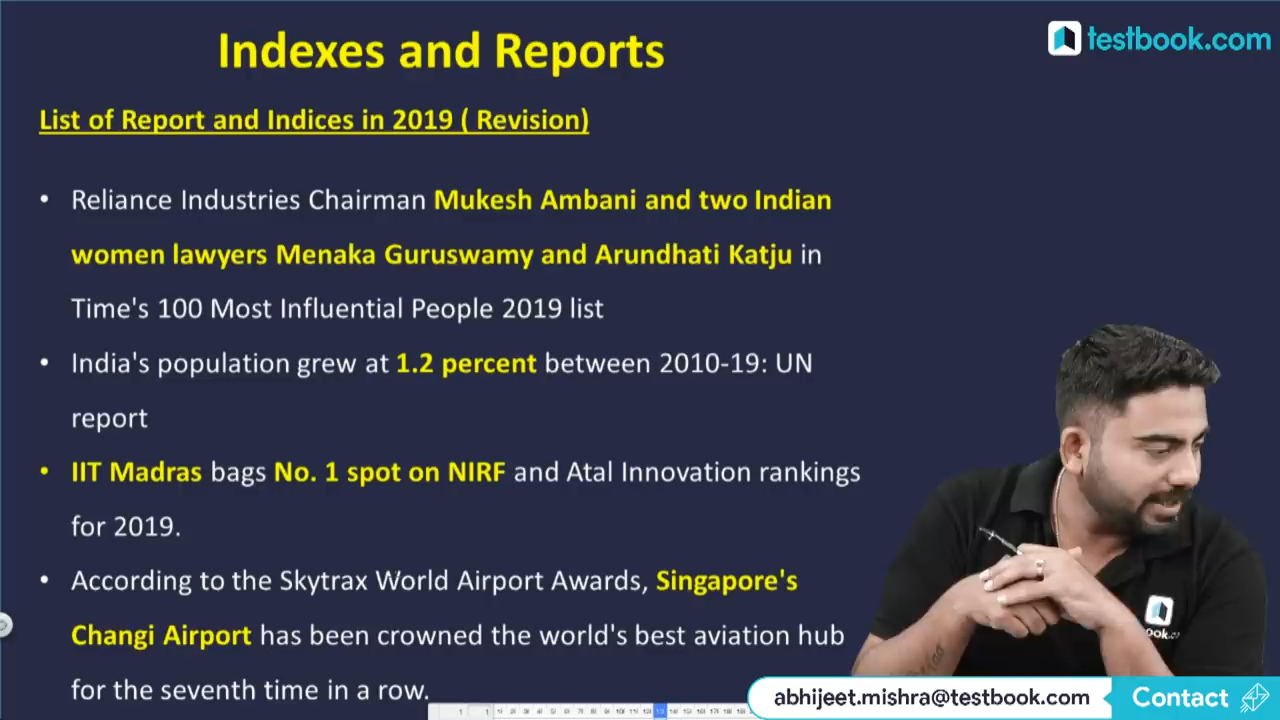 Indexes and Reports
testbook.com
List of Report and Indices in 2019 ( Revision)
• Reliance Industries Chairman Mukesh Ambani and two Indian
women lawyers Menaka Guruswamy and Arundhati Katju in
Time's 100 Most Influential People 2019 list
• India's population grew at 1.2 percent between 2010-19: UN
report
• IIT Madras bags No. 1 spot on NIRF and Atal Innovation rankings
for 2019.
• According to the Skytrax World Airport Awards, Singapore's
Changi Airport has been crowned the world's best aviation hub
for the seventh time in a row.
abhijeet.mishra@testbook.com Contact